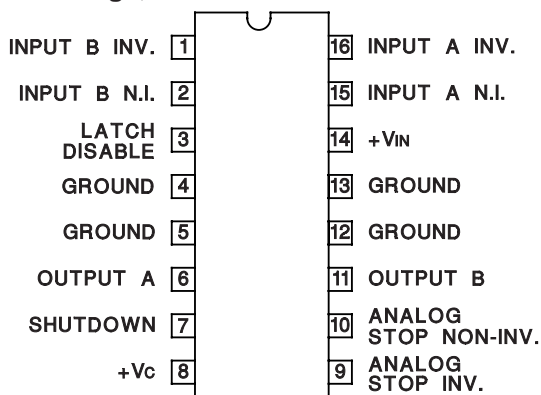 INPUT B INV. 1
INPUT B N.I. 2
LATCH
DISABLE 3
GROUND 4
GROUND 5
OUTPUT A 6
SHUTDOWN 7
+VC 8
16 INPUT A INV.
15 INPUT A N.I.
14 +VIN
13 GROUND
12 GROUND
11 OUTPUT B
10 ANALOG
STOP NON-INV.
9 ANALOG
STOP INV.